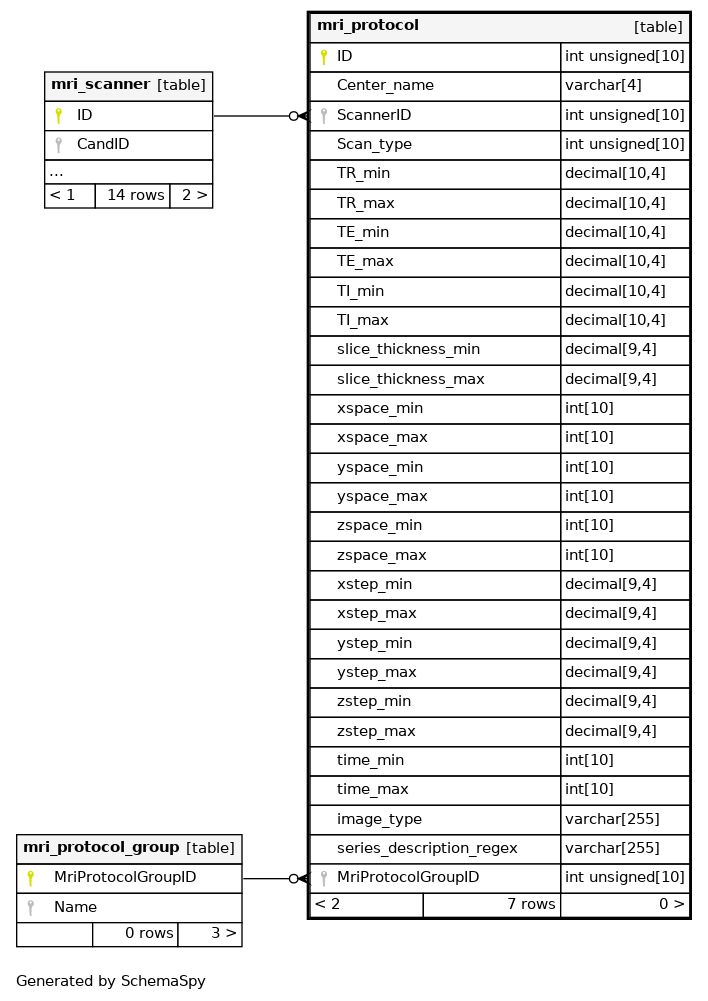 mri_protocol [table]
ID int unsigned[10]
Center_name varchar[4]
ScannerID int unsigned[10]
Scan_type int unsigned[10]
TR_min decimal[10,4]
TR_max decimal[10,4]
TE_min decimal[10,4]
TE_max decimal[10,4]
TI_min decimal[10,4]
TI_max decimal[10,4]
slice_thickness_min decimal[9,4]
slice_thickness_max decimal[9,4]
xspace_min int[10]
xspace_max int[10]
yspace_min int[10]
yspace_max int[10]
zspace_min int[10]
zspace_max int[10]
xstep_min decimal[9,4]
xstep_max decimal[9,4]
ystep_min decimal[9,4]
ystep_max decimal[9,4]
zstep_min decimal[9,4]
zstep_max decimal[9,4]
time_min int[10]
time_max int[10]
image_type varchar[255]
series_description_regex varchar[255]
MriProtocolGroupID int unsigned[10]
< 2 7 rows 0 >
mri_scanner [table]
ID
CandID
...
< 1 14 rows 2 >
mri_protocol_group [table]
MriProtocolGroupID
Name
0 rows 3 >
Generated by SchemaSpy